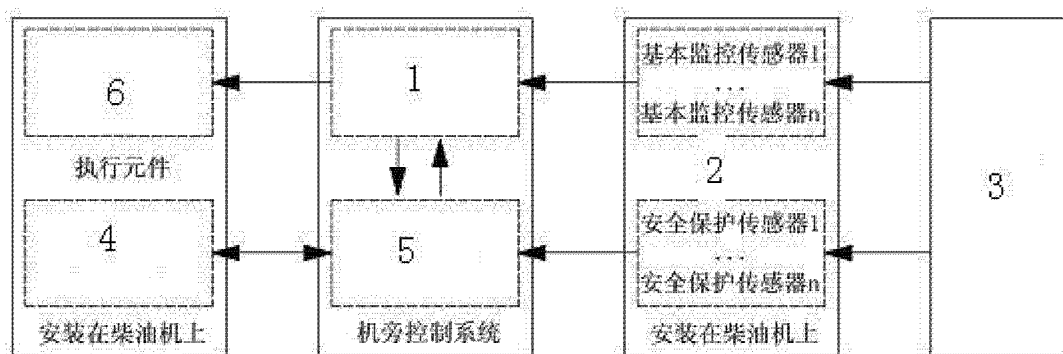 6
执行元件
4
安装在柴油机上
1
5
机旁控制系统
基本监控传感器1
...
基本监控传感器n
2
安全保护传感器1
...
安全保护传感器n
安装在柴油机上
3